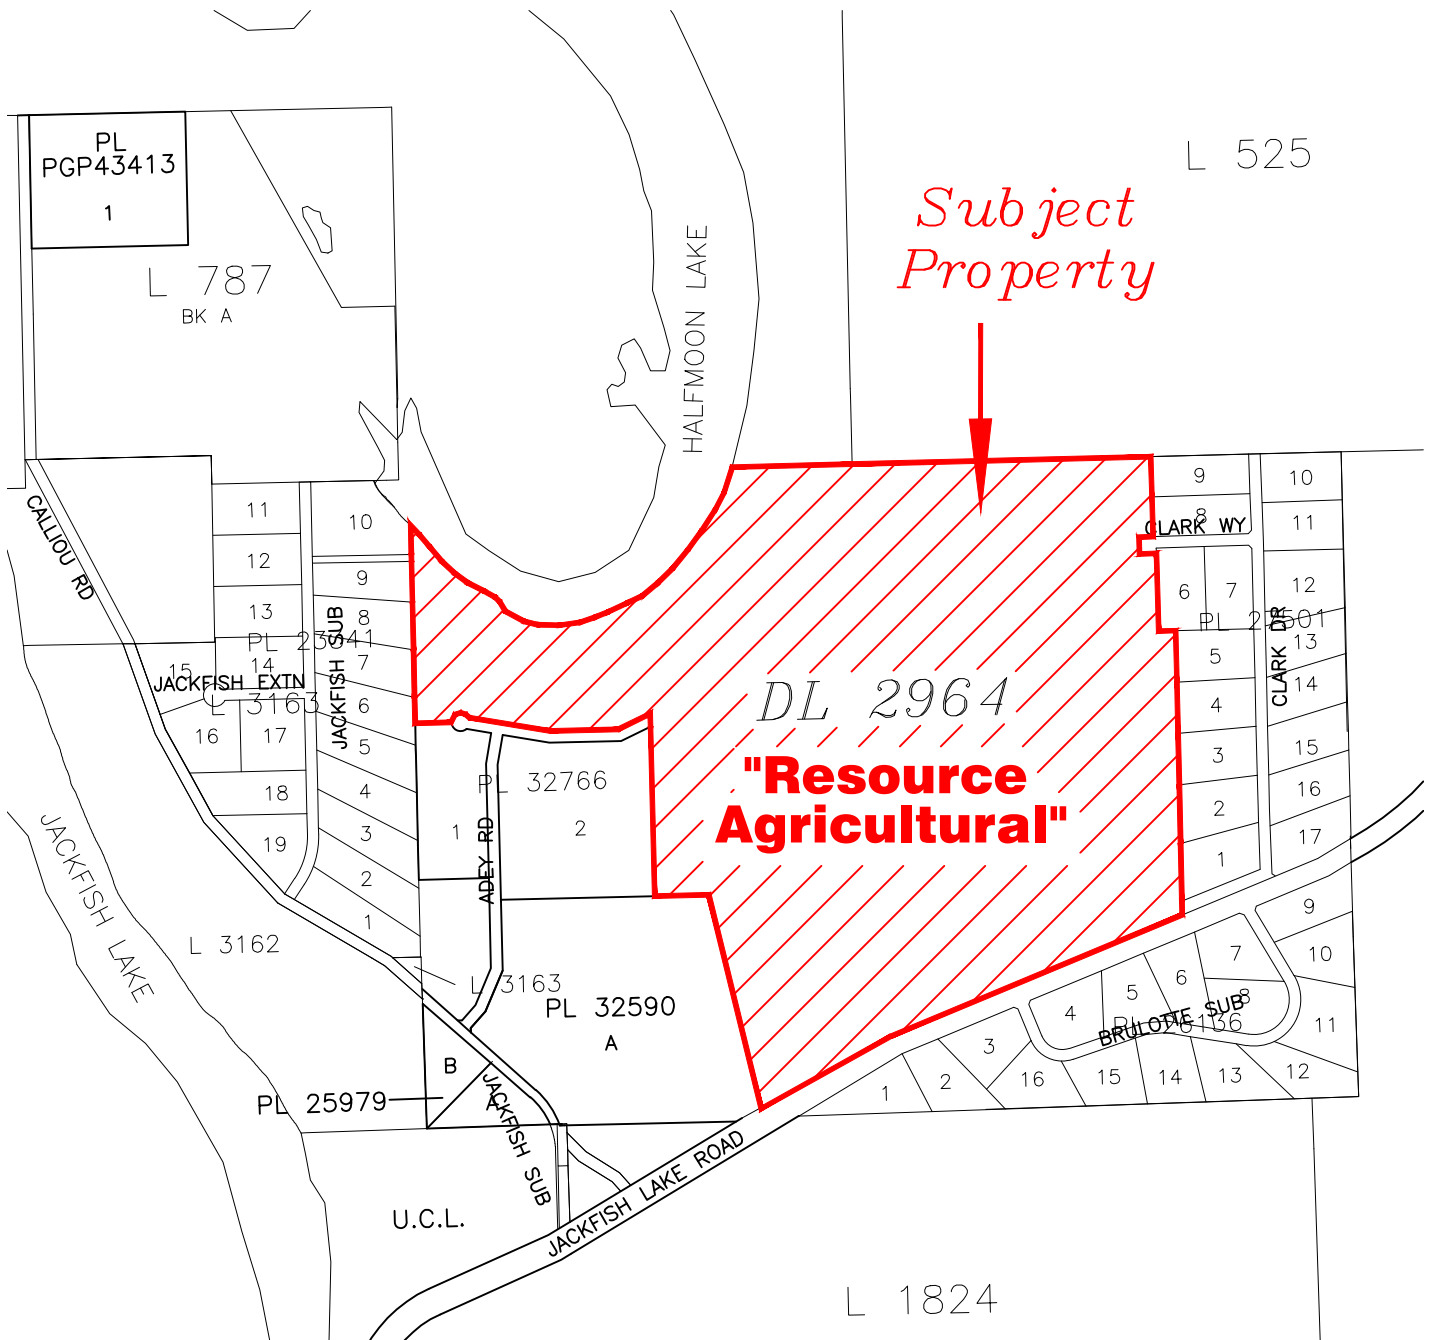 PL
PGP43413
1
L 787
BK A
L 525
Subject
Property
HALFMOON LAKE
CALLIOU RD
11
12
13
14
15
JACKFISH EXTN
L 3163
16
17
18
19
10
9
8
7
6
5
4
3
2
1
JACKFISH SUB
JACKFISH LAKE
L 3162
L 3163
PL 32766
1
2
ADEY RD
PL 32590
A
B
A
PL 25979
JACKFISH SUB
U.C.L.
JACKFISH LAKE ROAD
DL 2964
"Resource
Agricultural"
9
8
CLARK WY
6
7
5
4
3
2
1
CLARK DR
10
11
12
13
14
15
16
17
1
2
3
4
5
6
7
8
9
10
11
12
13
14
15
16
BRULOTTE SUB
L 1824